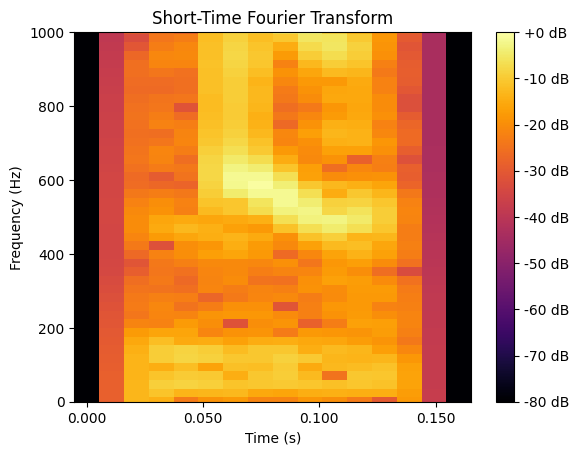 Short-Time Fourier Transform
1000
800
600
400
200
0
Frequency (Hz)
0.000
0.050
0.100
0.150
Time (s)
+0 dB
-10 dB
-20 dB
-30 dB
-40 dB
-50 dB
-60 dB
-70 dB
-80 dB